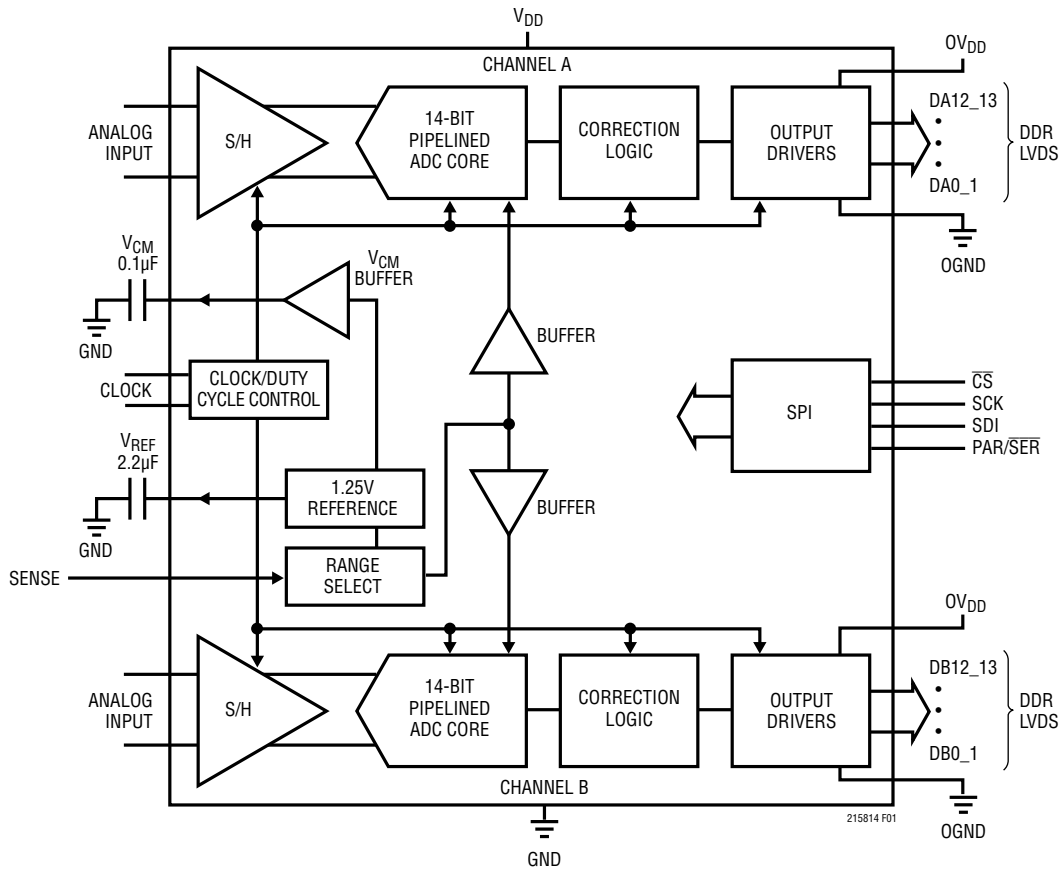 VDD
CHANNEL A
OVDD
ANALOG
INPUT
S/H
14-BIT
PIPELINED
ADC CORE
CORRECTION
LOGIC
OUTPUT
DRIVERS
DA12_13
DA0_1
DDR
LVDS
OGND
VCM
0.1µF
GND
VCM
BUFFER
BUFFER
CLOCK
CLOCK/DUTY
CYCLE CONTROL
SPI
C̅S̅
SCK
SDI
PAR/S̅E̅R̅
VREF
2.2µF
GND
1.25V
REFERENCE
BUFFER
SENSE
RANGE
SELECT
OVDD
ANALOG
INPUT
S/H
14-BIT
PIPELINED
ADC CORE
CORRECTION
LOGIC
OUTPUT
DRIVERS
DB12_13
DB0_1
DDR
LVDS
CHANNEL B
OGND
215814 F01
GND